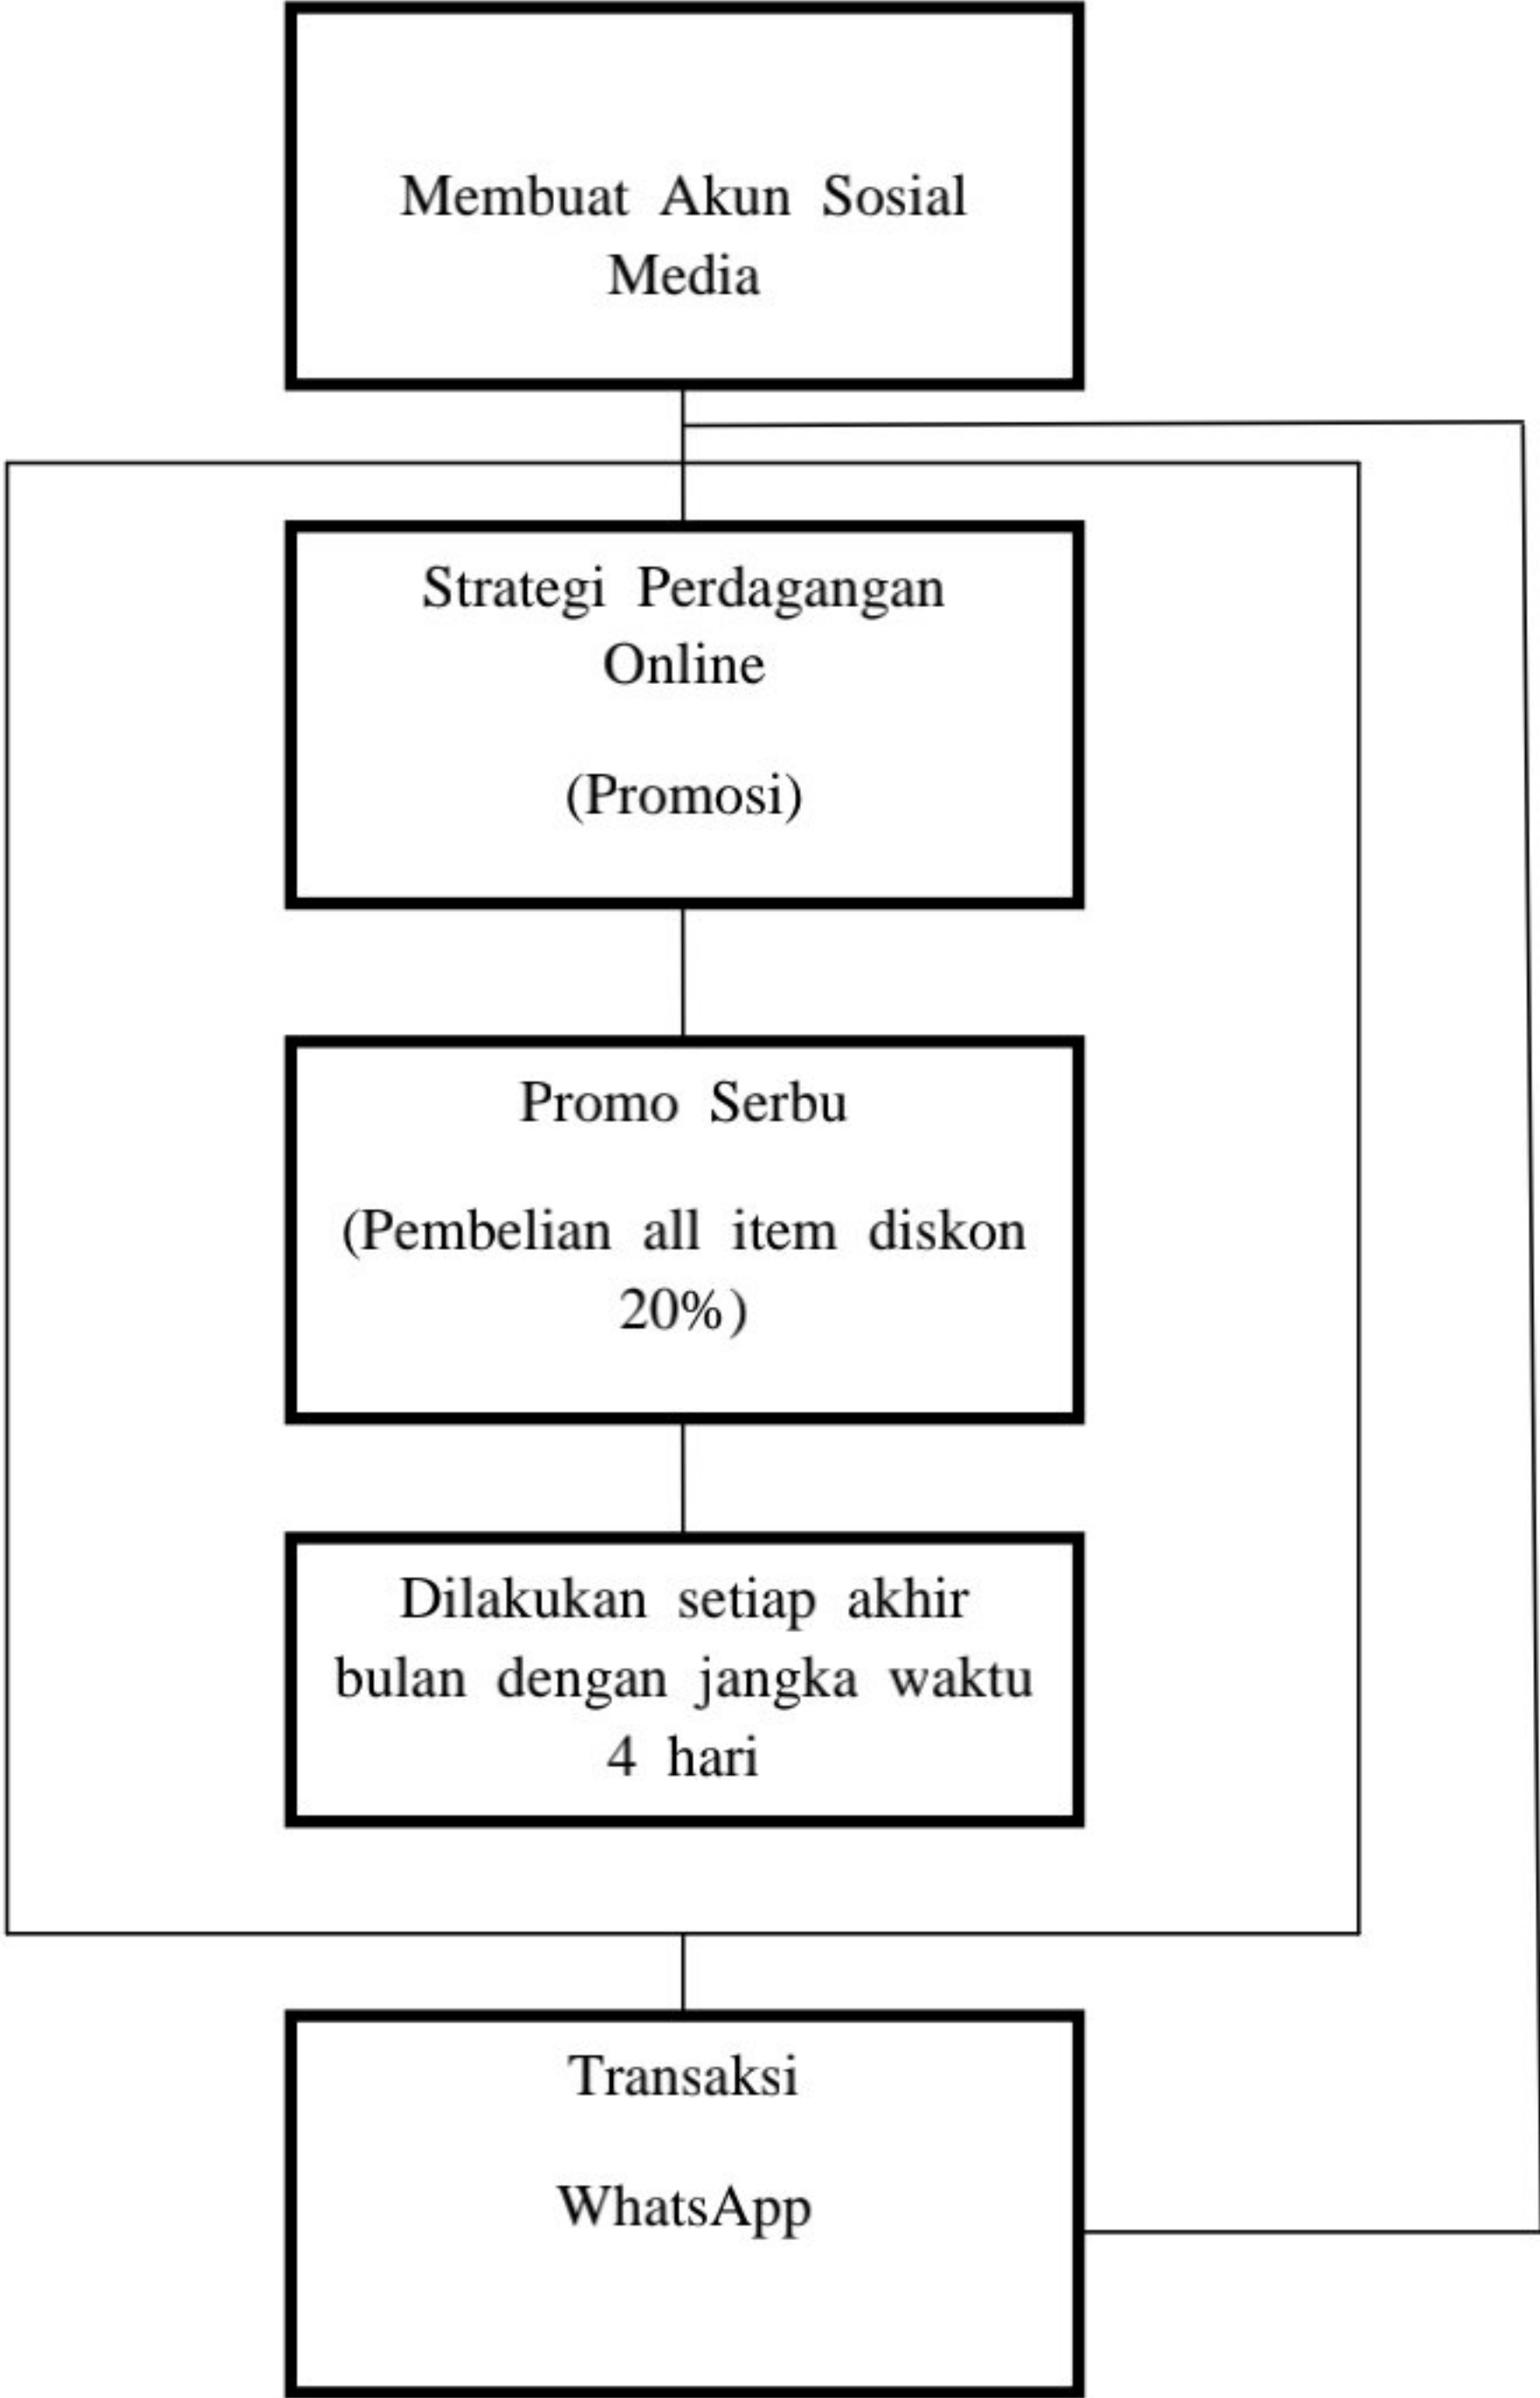 Membuat Akun Sosial
Media
Strategi Perdagangan
Online
(Promosi)
Promo Serbu
(Pembelian all item diskon
20%)
Dilakukan setiap akhir
bulan dengan jangka waktu
4 hari
Transaksi
WhatsApp